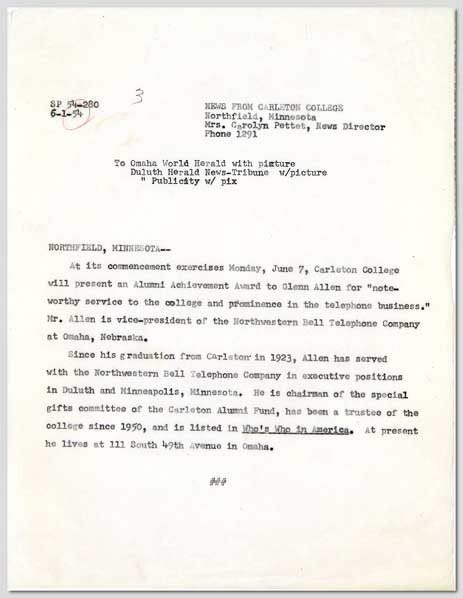 SP 54-280
6-1-54
3
NEWS FROM CARLETON COLLEGE
Northfield, Minnesota
Mrs. Carolyn Pettet, News Director
Phone 1291
To Omaha World Herald with picture
Duluth Herald News-Tribune w/picture
" Publicity w/ pix
NORTHFIELD, MINNESOTA--
At its commencement exercises Monday, June 7, Carleton College
will present an Alumni Achievement Award to Glenn Allen for "note-
worthy service to the college and prominence in the telephone business."
Mr. Allen is vice-president of the Northwestern Bell Telephone Company
at Omaha, Nebraska.
Since his graduation from Carleton in 1923, Allen has served
with the Northwestern Bell Telephone Company in executive positions
in Duluth and Minneapolis, Minnesota. He is chairman of the special
gifts committee of the Carleton Alumni Fund, has been a trustee of the
college since 1950, and is listed in Who's Who in America. At present
he lives at 111 South 49th Avenue in Omaha.
###